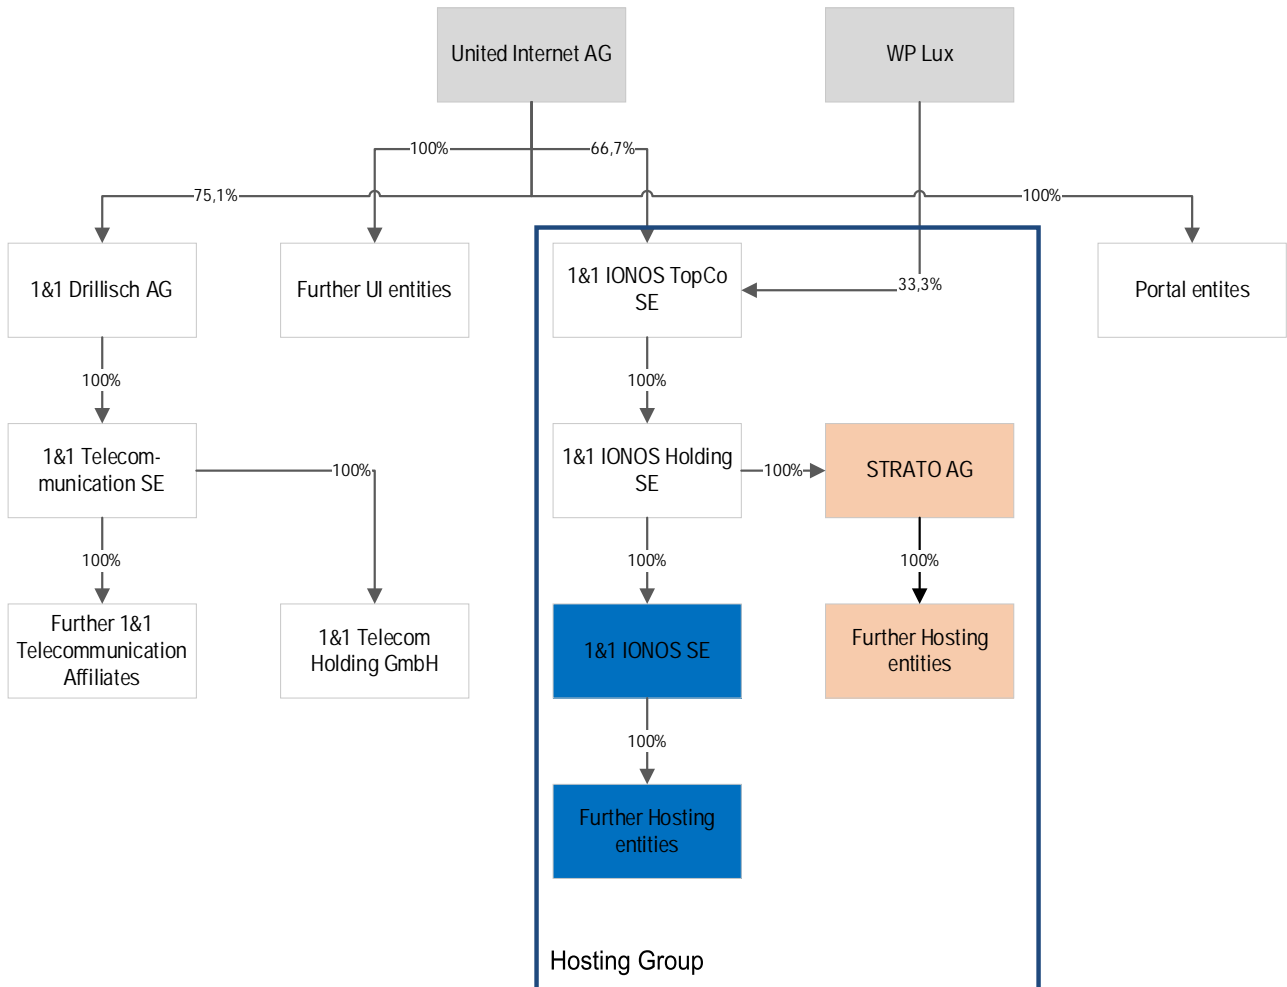 United Internet AG
WP Lux
100%
66,7%
75,1%
100%
1&1 Drillisch AG
Further UI entities
1&1 IONOS TopCo
SE
33,3%
Portal entites
100%
100%
1&1 Telecom-
munication SE
100%
1&1 IONOS Holding
SE
100%
STRATO AG
100%
100%
100%
Further 1&1
Telecommunication
Affiliates
1&1 Telecom
Holding GmbH
1&1 IONOS SE
Further Hosting
entities
100%
Further Hosting
entities
Hosting Group